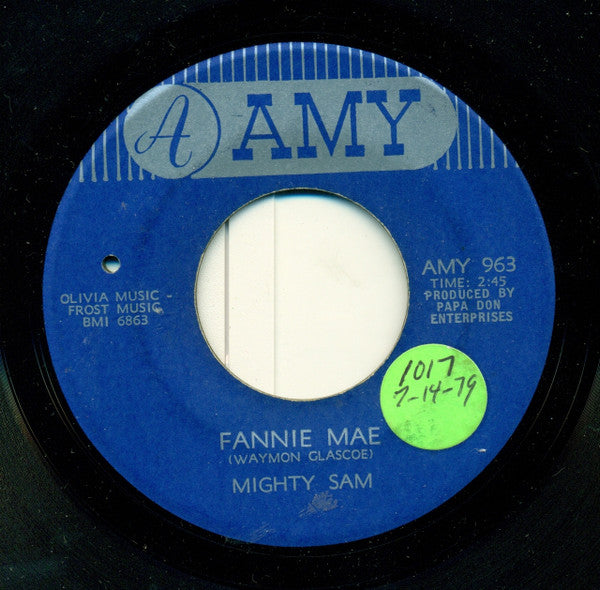 A AMY
OLIVIA MUSIC -
FROST MUSIC
BMI 6863
AMY 963
TIME: 2:45
PRODUCED BY
PAPA DON
ENTERPRISES
1017
7-14-79
FANNIE MAE
(WAYMON GLASCOE)
MIGHTY SAM